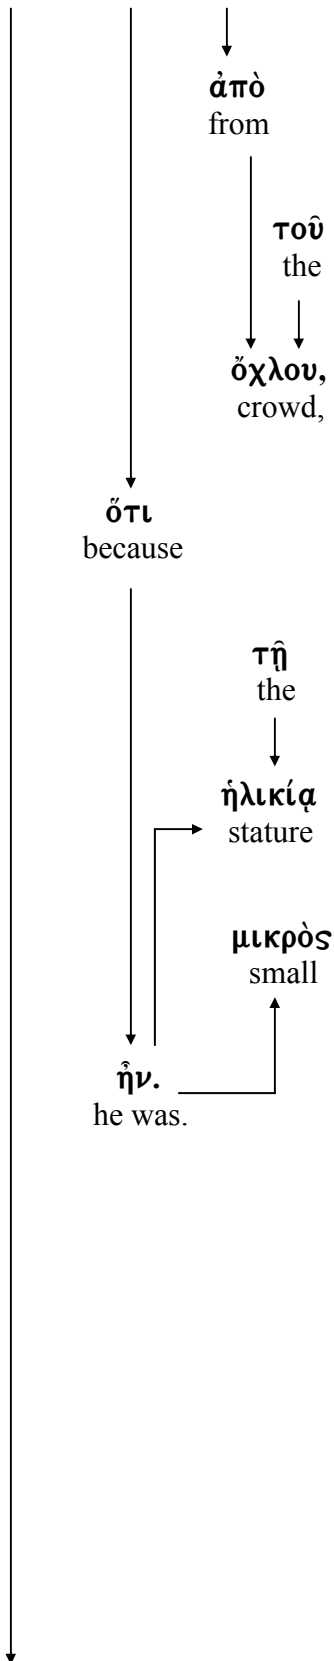 ἀπὸ
from
τοῦ
the
ὄχλου,
crowd,
ὅτι
because
τῇ
the
ἡλικίᾳ
stature
μικρὸς
small
ἦν.
he was.